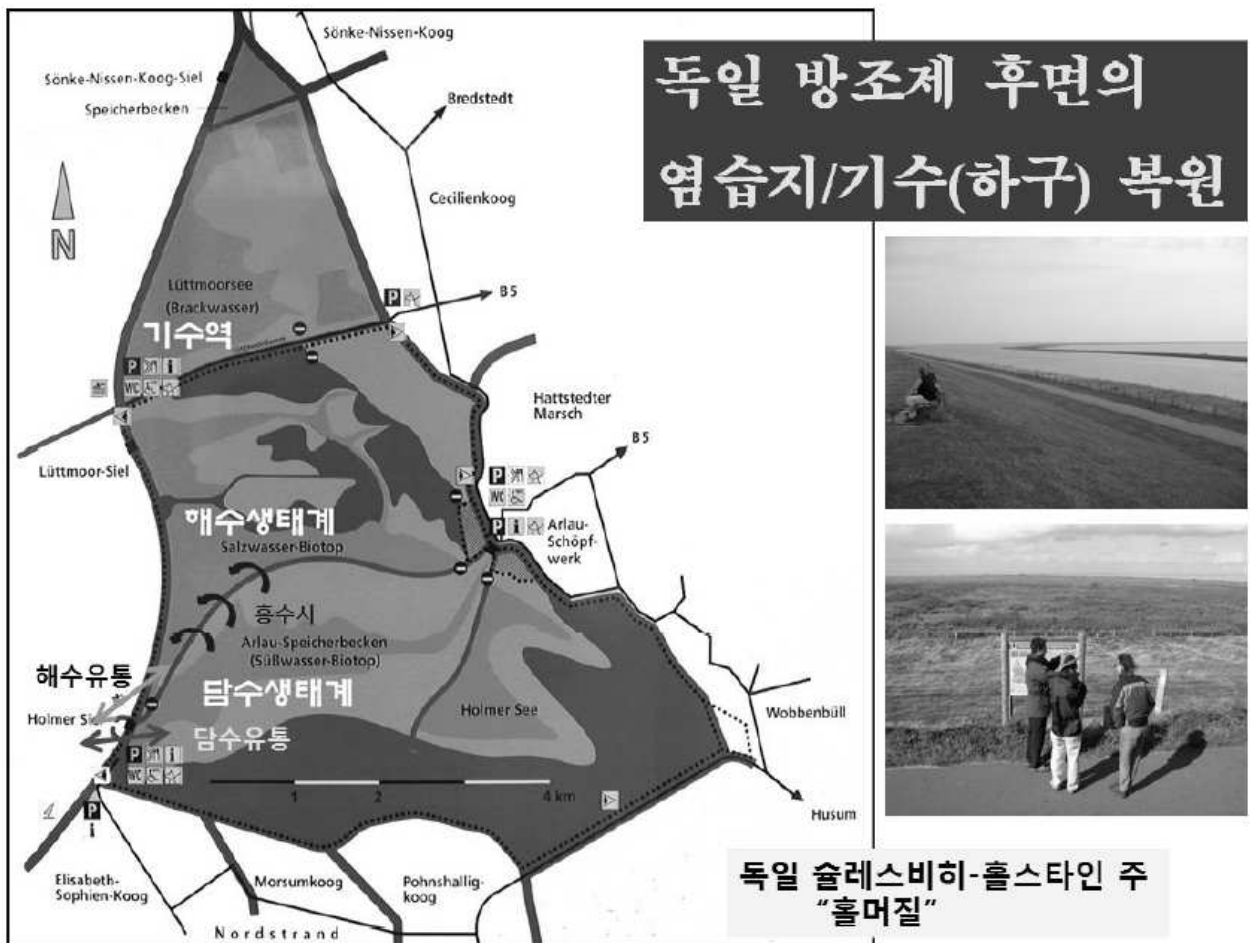 독일 방조제 후면의
염습지/기수(하구) 복원
Sönke-Nissen-Koog
Sönke-Nissen-Koog-Siel
Speicherbecken
Bredstedt
Cecilienkoog
N
Lüttmoorsee
(Brackwasser)
기수역
P
B5
P i
WC
Hattstedter
Marsch
B5
Lüttmoor-Siel
P
WC
해수생태계
Salzwasser-Biotop
P i
Arlau-
Schöpf-
werk
홍수시
Arlau-Speicherbecken
(Süßwasser-Biotop)
해수유통
담수생태계
Holmer See
Holmer
담수유통
Wobbenbüll
P i
WC
1 2 4 km
P
i
Husum
Elisabeth-
Sophien-Koog
Morsumkoog
Pohnshallig-
koog
Nordstrand
독일 슐레스비히-홀스타인 주
“홀머질”